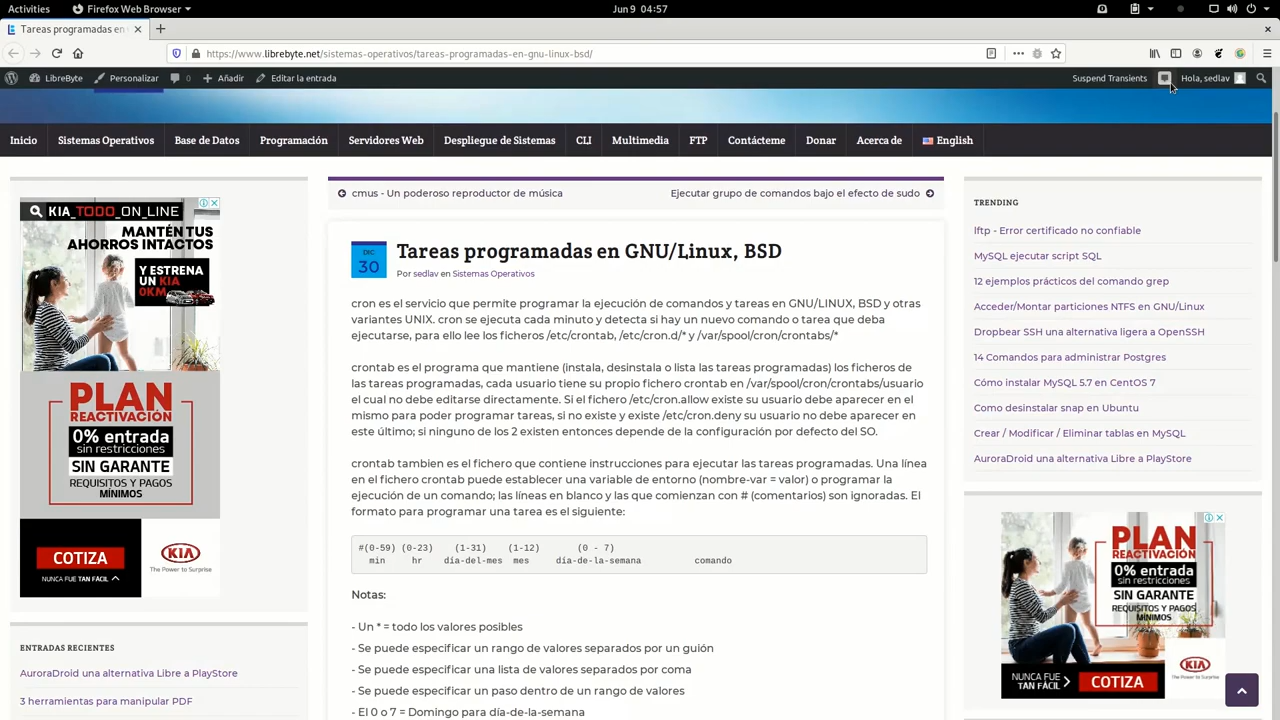 Activities
Firefox Web Browser
Jun 9 04:57
Tareas programadas en
https://www.librebyte.net/sistemas-operativos/tareas-programadas-en-gnu-linux-bsd/
LibreByte
Personalizar
0
Añadir
Editar la entrada
Suspend Transients
Hola, sedlav
Inicio
Sistemas Operativos
Base de Datos
Programación
Servidores Web
Despliegue de Sistemas
CLI
Multimedia
FTP
Contácteme
Donar
Acerca de
English
KIA_TODO_ON_LINE
MANTÉN TUS
AHORROS INTACTOS
Y ESTRENA
UN KIA
0KM.
PLAN
REACTIVACIÓN
0% entrada
sin restricciones
SIN GARANTE
REQUISITOS Y PAGOS
MÍNIMOS
COTIZA
NUNCA FUE TAN FÁCIL
KIA
The Power to Surprise
ENTRADAS RECIENTES
AuroraDroid una alternativa Libre a PlayStore
3 herramientas para manipular PDF
cmus - Un poderoso reproductor de música
Ejecutar grupo de comandos bajo el efecto de sudo
DIC
30
Tareas programadas en GNU/Linux, BSD
Por sedlav en Sistemas Operativos
cron es el servicio que permite programar la ejecución de comandos y tareas en GNU/LINUX, BSD y otras
variantes UNIX. cron se ejecuta cada minuto y detecta si hay un nuevo comando o tarea que deba
ejecutarse, para ello lee los ficheros /etc/crontab, /etc/cron.d/* y /var/spool/cron/crontabs/*
crontab es el programa que mantiene (instala, desinstala o lista las tareas programadas) los ficheros de
las tareas programadas, cada usuario tiene su propio fichero crontab en /var/spool/cron/crontabs/usuario
el cual no debe editarse directamente. Si el fichero /etc/cron.allow existe su usuario debe aparecer en el
mismo para poder programar tareas, si no existe y existe /etc/cron.deny su usuario no debe aparecer en
este último; si ninguno de los 2 existen entonces depende de la configuración por defecto del SO.
crontab tambien es el fichero que contiene instrucciones para ejecutar las tareas programadas. Una línea
en el fichero crontab puede establecer una variable de entorno (nombre-var = valor) o programar la
ejecución de un comando; las líneas en blanco y las que comienzan con # (comentarios) son ignoradas. El
formato para programar una tarea es el siguiente:
#(0-59) (0-23) (1-31) (1-12) (0 - 7)
min hr día-del-mes mes día-de-la-semana comando
Notas:
- Un * = todo los valores posibles
- Se puede especificar un rango de valores separados por un guión
- Se puede especificar una lista de valores separados por coma
- Se puede especificar un paso dentro de un rango de valores
- El 0 o 7 = Domingo para día-de-la-semana
TRENDING
lftp - Error certificado no confiable
MySQL ejecutar script SQL
12 ejemplos prácticos del comando grep
Acceder/Montar particiones NTFS en GNU/Linux
Dropbear SSH una alternativa ligera a OpenSSH
14 Comandos para administrar Postgres
Cómo instalar MySQL 5.7 en CentOS 7
Como desinstalar snap en Ubuntu
Crear / Modificar / Eliminar tablas en MySQL
AuroraDroid una alternativa Libre a PlayStore
PLAN
REACTIVACIÓN
0% entrada
sin restricciones
SIN GARANTE
REQUISITOS Y PAGOS
MÍNIMOS
NUNCA FUE
TAN FÁCIL
COTIZA
KIA
The Power to Surprise